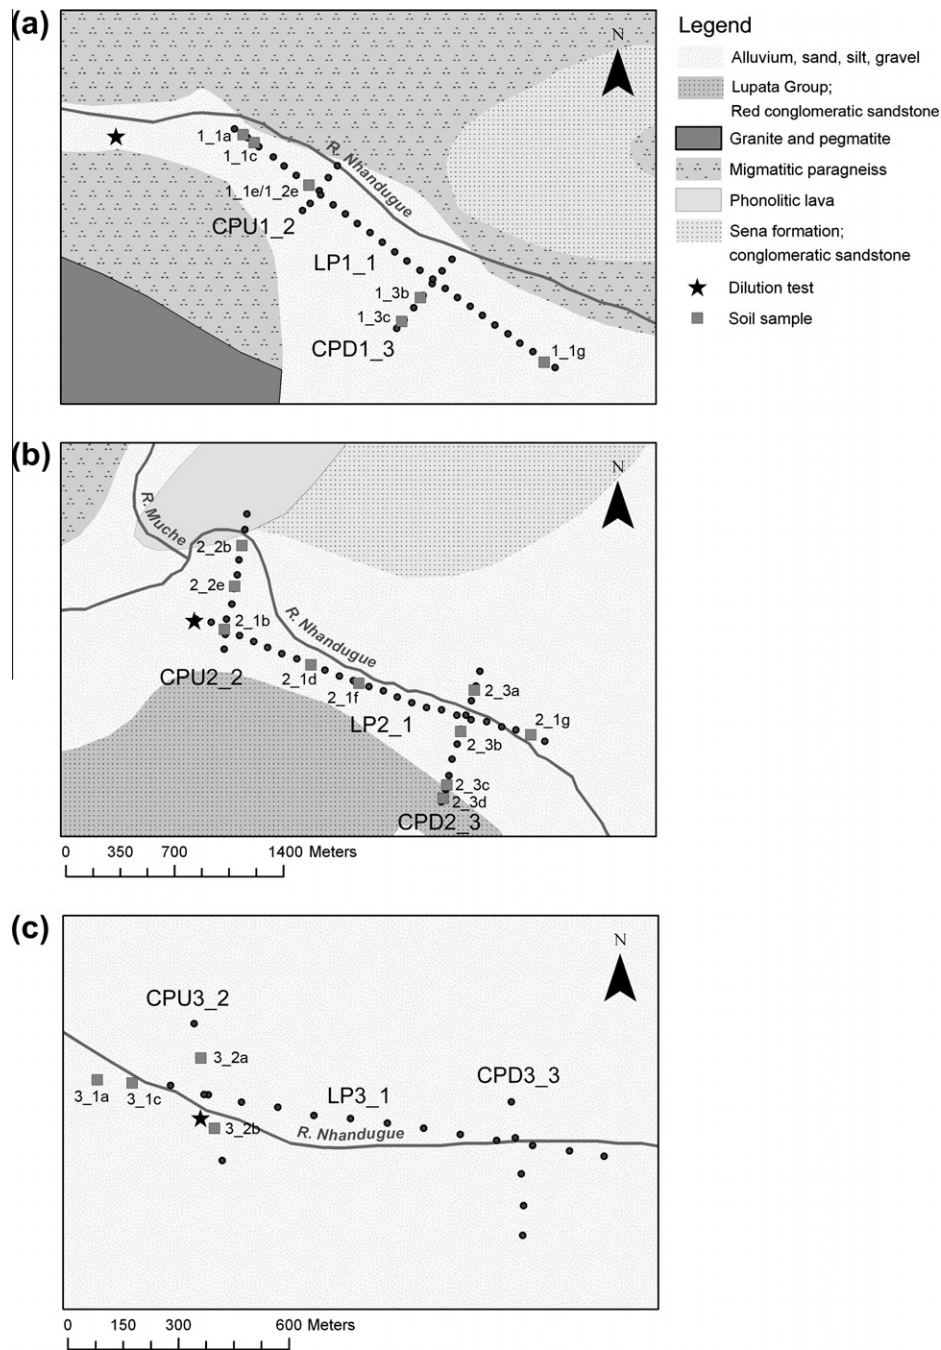 (a)
N
1_1a
1_1c
R. Nhandugue
1_1e/1_2e
CPU1_2
LP1_1
1_3b
1_3c
CPD1_3
1_1g
Legend
Alluvium, sand, silt, gravel
Lupata Group;
Red conglomeratic sandstone
Granite and pegmatite
Migmatitic paragneiss
Phonolitic lava
Sena formation;
conglomeratic sandstone
Dilution test
Soil sample
(b)
N
R. Muche
2_2b
2_2e
2_1b
R. Nhandugue
CPU2_2
2_1d
2_1f
LP2_1
2_3a
2_1g
2_3b
2_3c
2_3d
CPD2_3
0 350 700 1400 Meters
(c)
N
CPU3_2
3_2a
3_1a
3_1c
LP3_1
CPD3_3
3_2b
R. Nhandugue
0 150 300 600 Meters